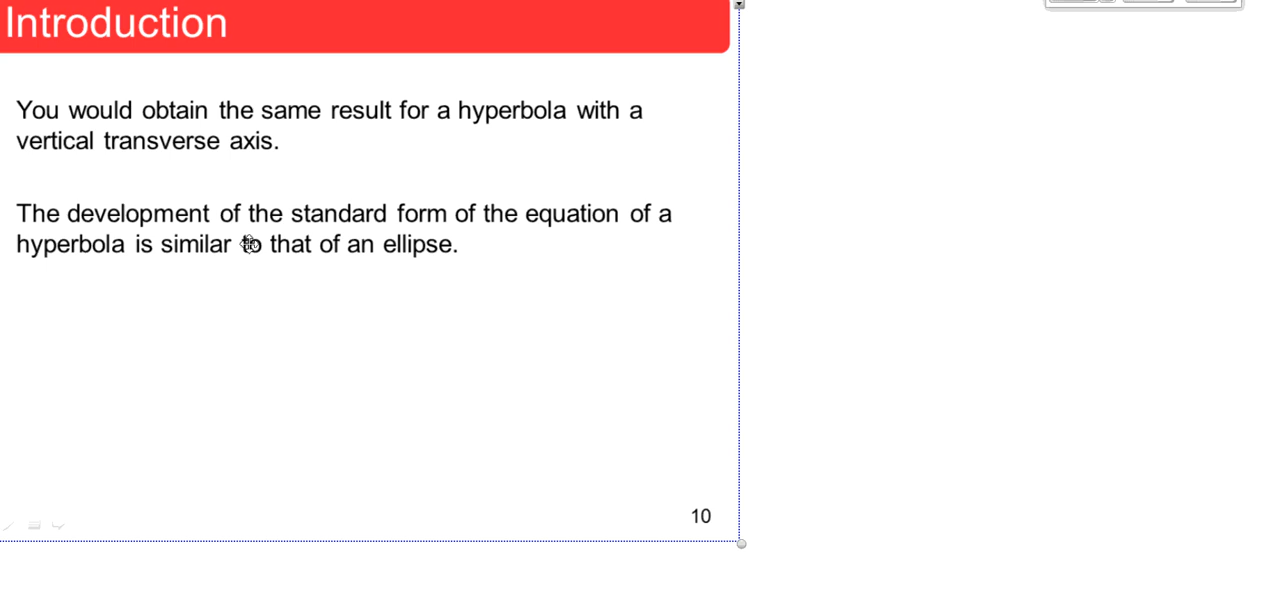 Introduction
You would obtain the same result for a hyperbola with a
vertical transverse axis.
The development of the standard form of the equation of a
hyperbola is similar to that of an ellipse.
10